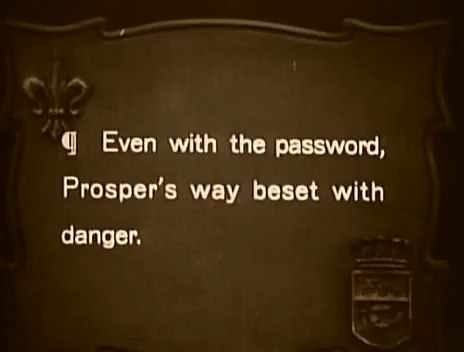 ¶ Even with the password,
Prosper's way beset with
danger.